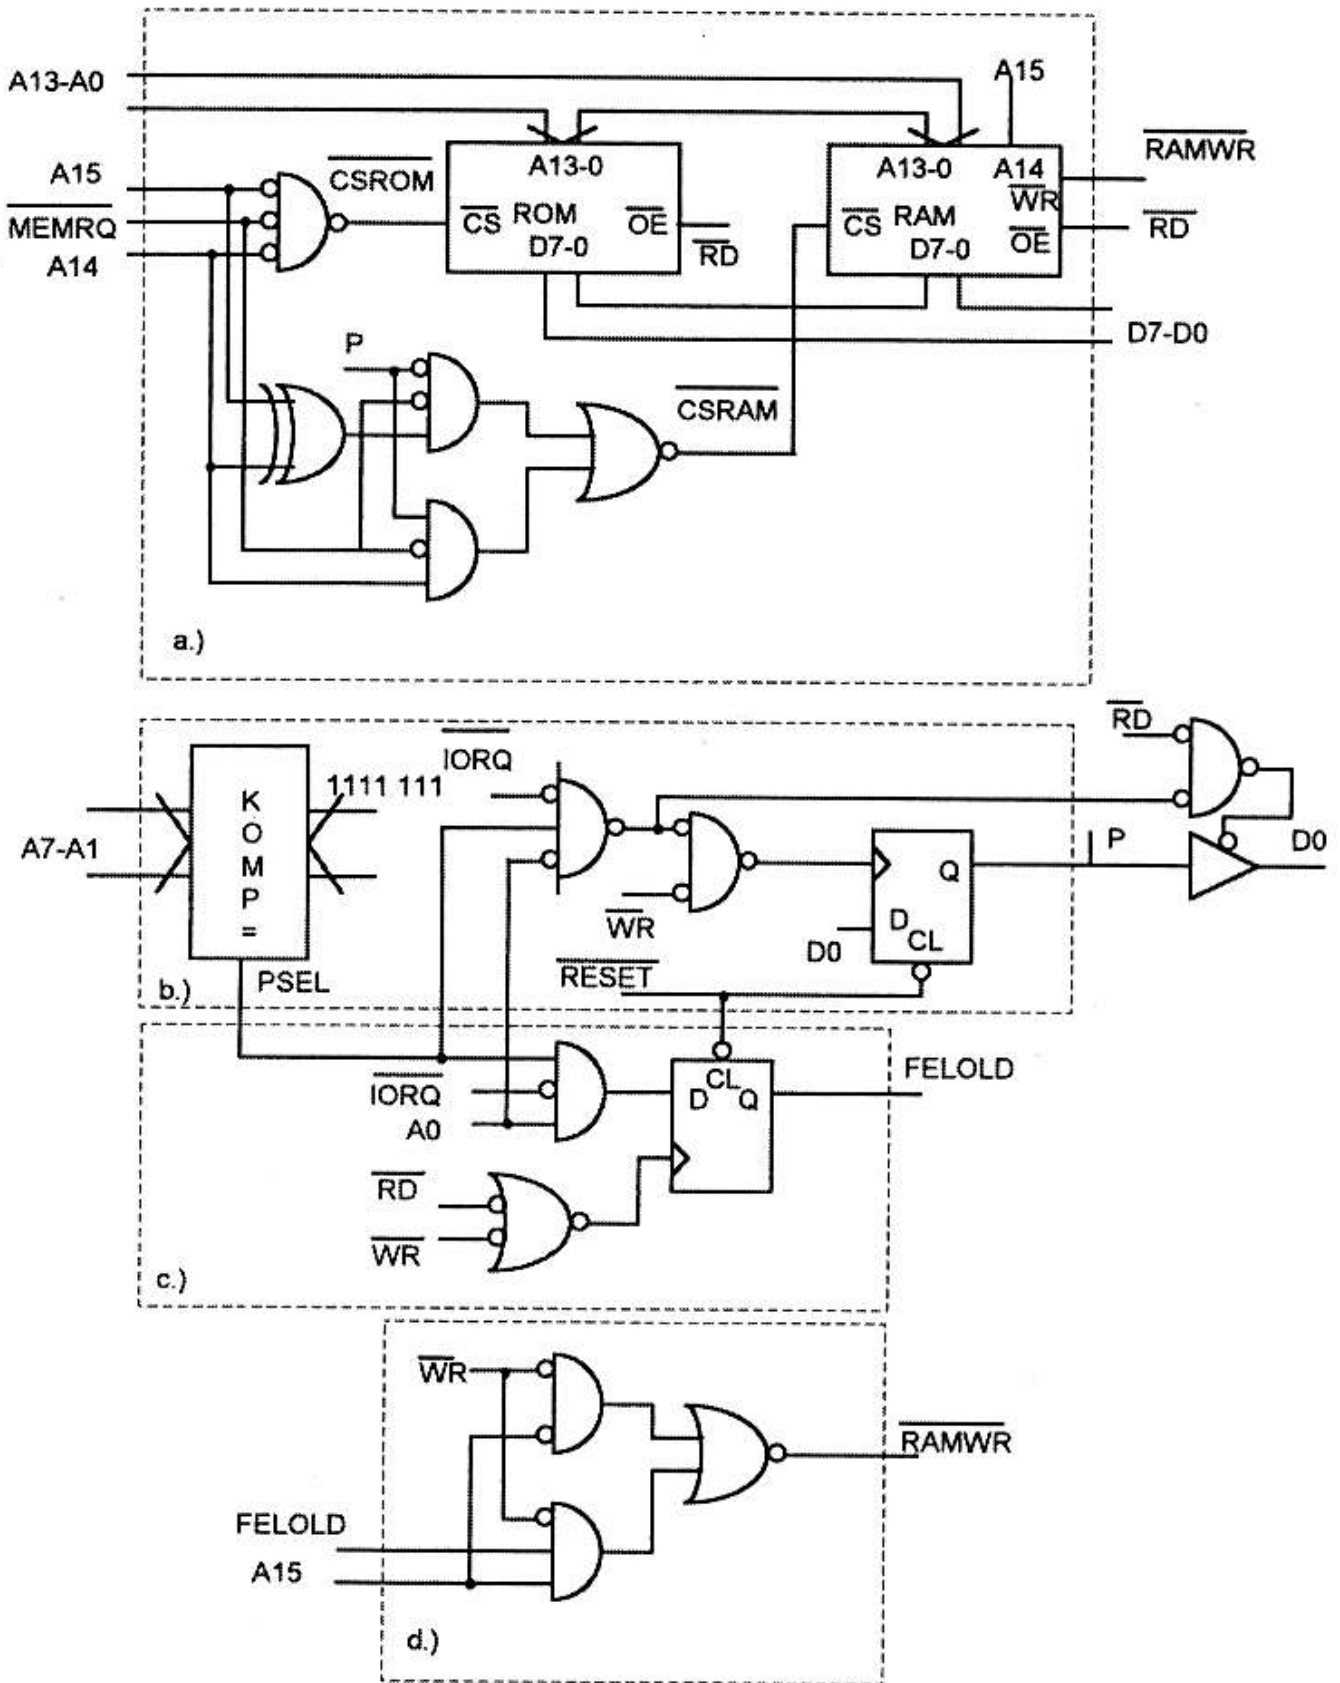 A13-A0
A15
A15
MEMRQ
A14
CSROM
A13-0
CS ROM OE
D7-0
RD
A13-0 A14
WR
CS RAM
D7-0 OE
RAMWR
RD
D7-D0
P
CSRAM
a.)
IORQ
RD
KOMP=
1111 111
A7-A1
WR
D0
D
CL
Q
P
D0
RESET
PSEL
b.)
IORQ
A0
D CL Q
FELOLD
RD
WR
c.)
WR
RAMWR
FELOLD
A15
d.)